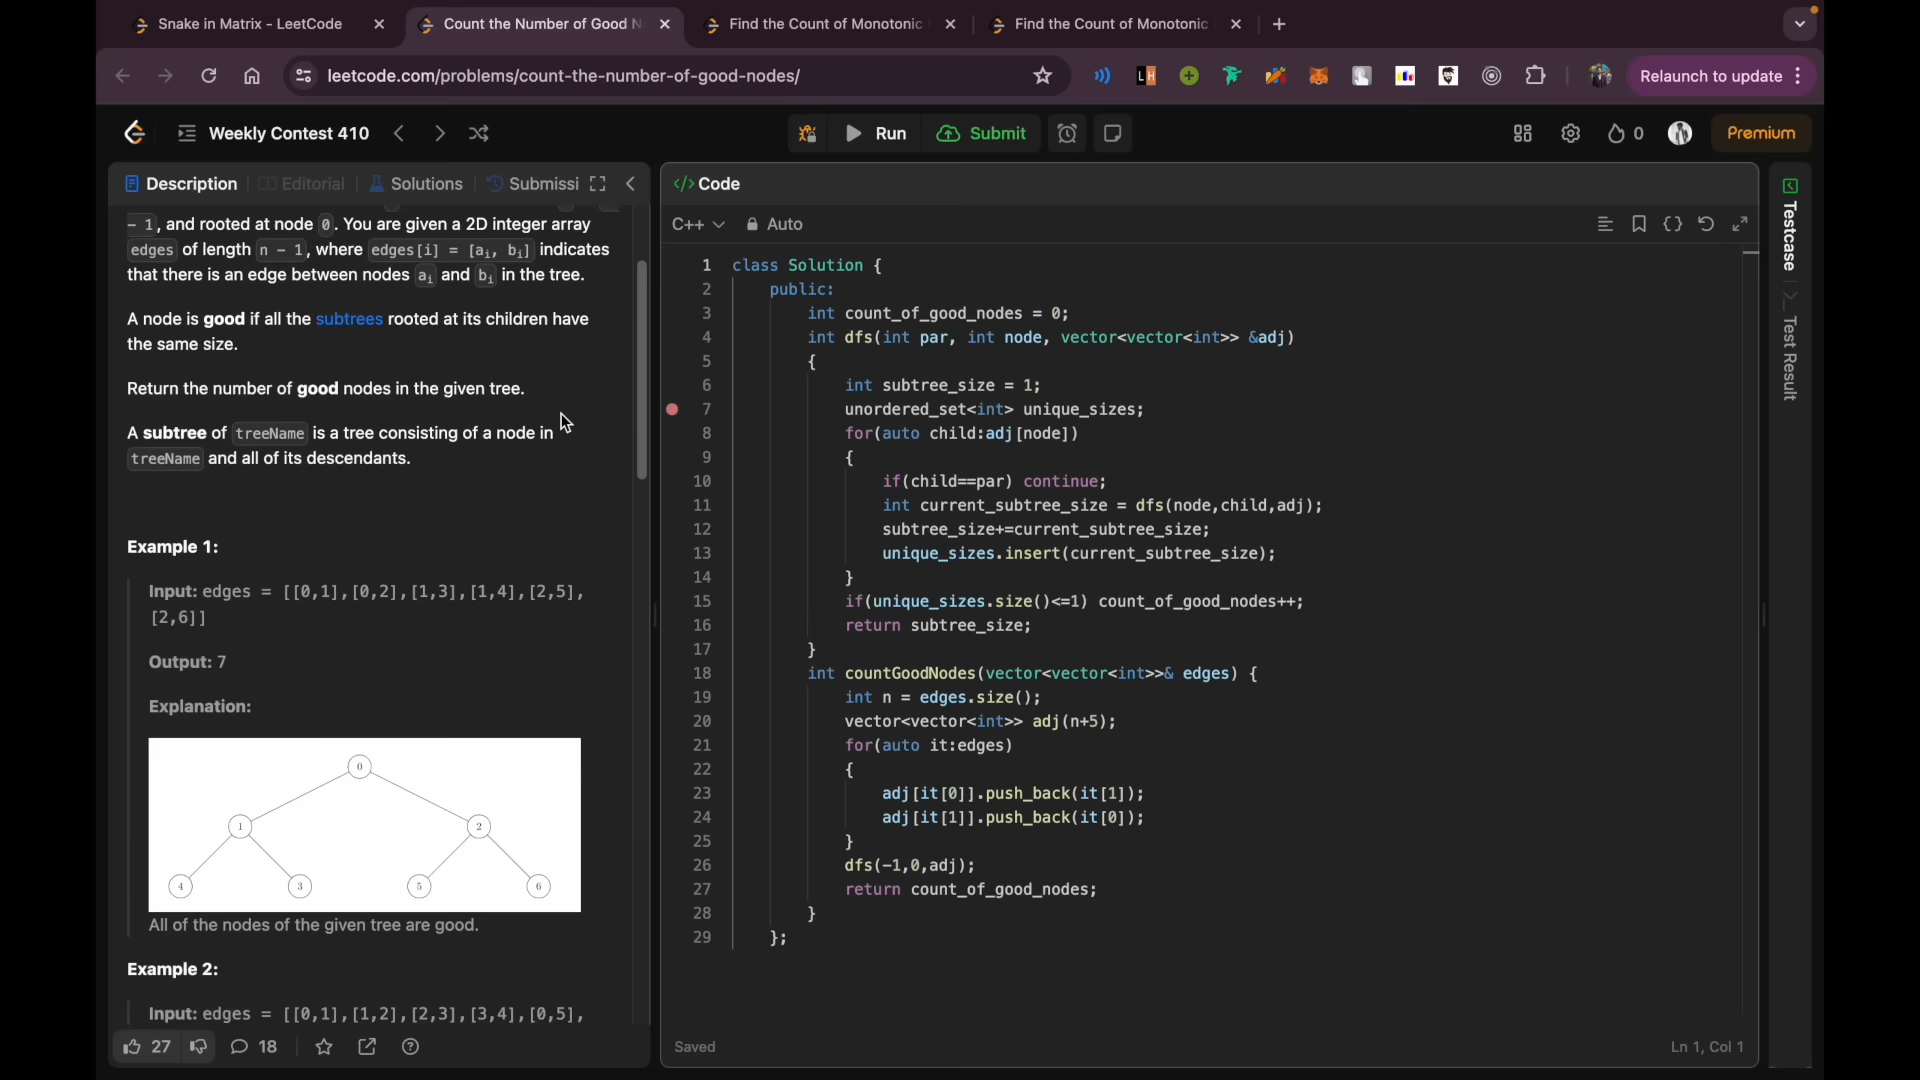 Snake in Matrix - LeetCode
Count the Number of Good N
Find the Count of Monotonic
Find the Count of Monotonic
leetcode.com/problems/count-the-number-of-good-nodes/
LH
Relaunch to update
Weekly Contest 410
Run
Submit
0
Premium
Description
Editorial
Solutions
Submissi
- 1, and rooted at node 0. You are given a 2D integer array
edges of length n - 1, where edges[i] = [ai, bi] indicates
that there is an edge between nodes ai and bi in the tree.
A node is good if all the subtrees rooted at its children have
the same size.
Return the number of good nodes in the given tree.
A subtree of treeName is a tree consisting of a node in
treeName and all of its descendants.
Example 1:
Input: edges = [[0,1],[0,2],[1,3],[1,4],[2,5],
[2,6]]
Output: 7
Explanation:
0
1 2
4 3 5 6
All of the nodes of the given tree are good.
Example 2:
Input: edges = [[0,1],[1,2],[2,3],[3,4],[0,5],
27
18
</> Code
C++
Auto
1 class Solution {
2 public:
3 int count_of_good_nodes = 0;
4 int dfs(int par, int node, vector<vector<int>> &adj)
5 {
6 int subtree_size = 1;
7 unordered_set<int> unique_sizes;
8 for(auto child:adj[node])
9 {
10 if(child==par) continue;
11 int current_subtree_size = dfs(node,child,adj);
12 subtree_size+=current_subtree_size;
13 unique_sizes.insert(current_subtree_size);
14 }
15 if(unique_sizes.size()<=1) count_of_good_nodes++;
16 return subtree_size;
17 }
18 int countGoodNodes(vector<vector<int>>& edges) {
19 int n = edges.size();
20 vector<vector<int>> adj(n+5);
21 for(auto it:edges)
22 {
23 adj[it[0]].push_back(it[1]);
24 adj[it[1]].push_back(it[0]);
25 }
26 dfs(-1,0,adj);
27 return count_of_good_nodes;
28 }
29 };
Saved
Ln 1, Col 1
Testcase
Test Result